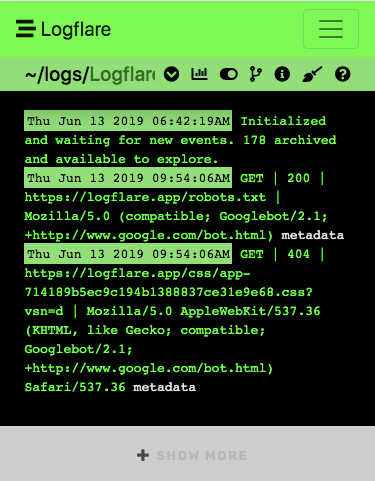 Logflare
~/logs/Logflare
Thu Jun 13 2019 06:42:19AM Initialized
and waiting for new events. 178 archived
and available to explore.
Thu Jun 13 2019 09:54:06AM GET | 200 |
https://logflare.app/robots.txt |
Mozilla/5.0 (compatible; Googlebot/2.1;
+http://www.google.com/bot.html) metadata
Thu Jun 13 2019 09:54:06AM GET | 404 |
https://logflare.app/css/app-
714189b5ec9c194b1388837ce31e9e68.css?
vsn=d | Mozilla/5.0 AppleWebKit/537.36
(KHTML, like Gecko; compatible;
Googlebot/2.1;
+http://www.google.com/bot.html)
Safari/537.36 metadata
SHOW MORE